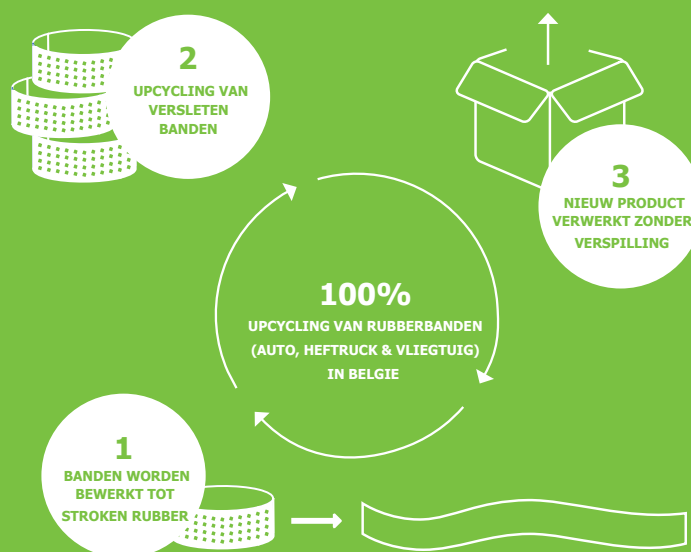 2
UPCYCLING VAN
VERSLETEN
BANDEN
3
NIEUW PRODUCT
VERWERKT ZONDER
VERSPILLING
100%
UPCYCLING VAN RUBBERBANDEN
(AUTO, HEFTRUCK & VLIEGTUIG)
IN BELGIE
1
BANDEN WORDEN
BEWERKT TOT
STROKEN RUBBER